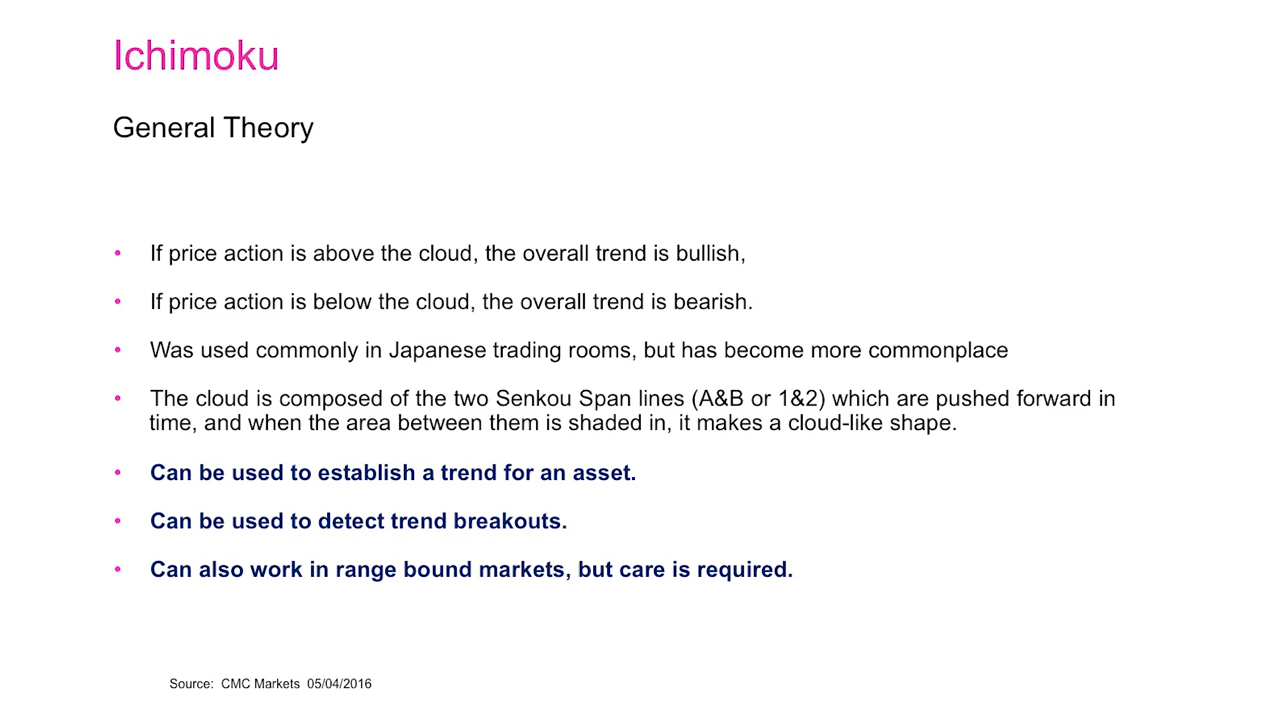 Ichimoku
General Theory
• If price action is above the cloud, the overall trend is bullish,
• If price action is below the cloud, the overall trend is bearish.
• Was used commonly in Japanese trading rooms, but has become more commonplace
• The cloud is composed of the two Senkou Span lines (A&B or 1&2) which are pushed forward in
time, and when the area between them is shaded in, it makes a cloud-like shape.
• Can be used to establish a trend for an asset.
• Can be used to detect trend breakouts.
• Can also work in range bound markets, but care is required.
Source: CMC Markets 05/04/2016